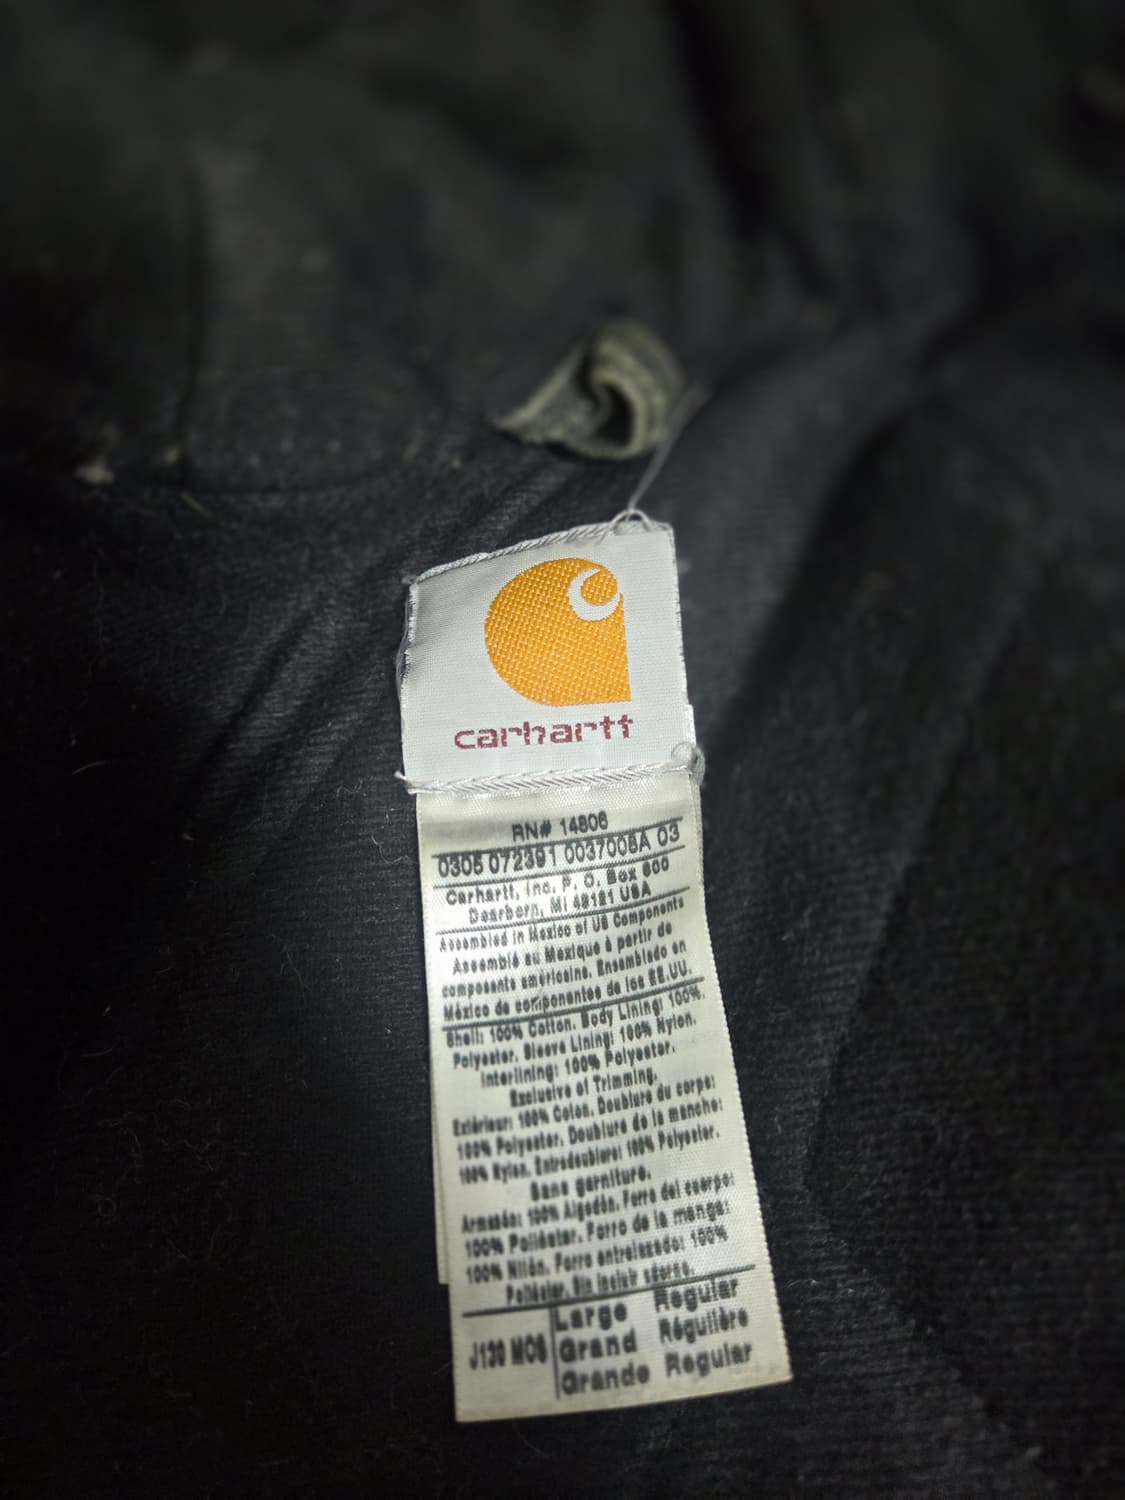 carhartt
RN# 14806
0305 072391 0037008A 03
Carhartt, Inc. P. O. Box 600
Dearborn, MI 48121 USA
Assembled in Mexico of US Components
Assemblé au Mexique à partir de
composants américains. Ensamblado en
México de componentes de los EE.UU.
Shell: 100% Cotton. Body Lining: 100%
Polyester. Sleeve Lining: 100% Nylon.
Interlining: 100% Polyester.
Exclusive of Trimming.
Extérieur: 100% Coton. Doublure du corps:
100% Polyester. Doublure de la manche:
100% Nylon. Entredoublure: 100% Polyester.
Sans garniture.
Armazón: 100% Algodón. Forro del cuerpo:
100% Poliéster. Forro de la manga:
100% Nilón. Forro entrelazado: 100%
Poliéster. Sin incluir
J130 MOS
Large Regular
Grand Régulière
Grande Regular